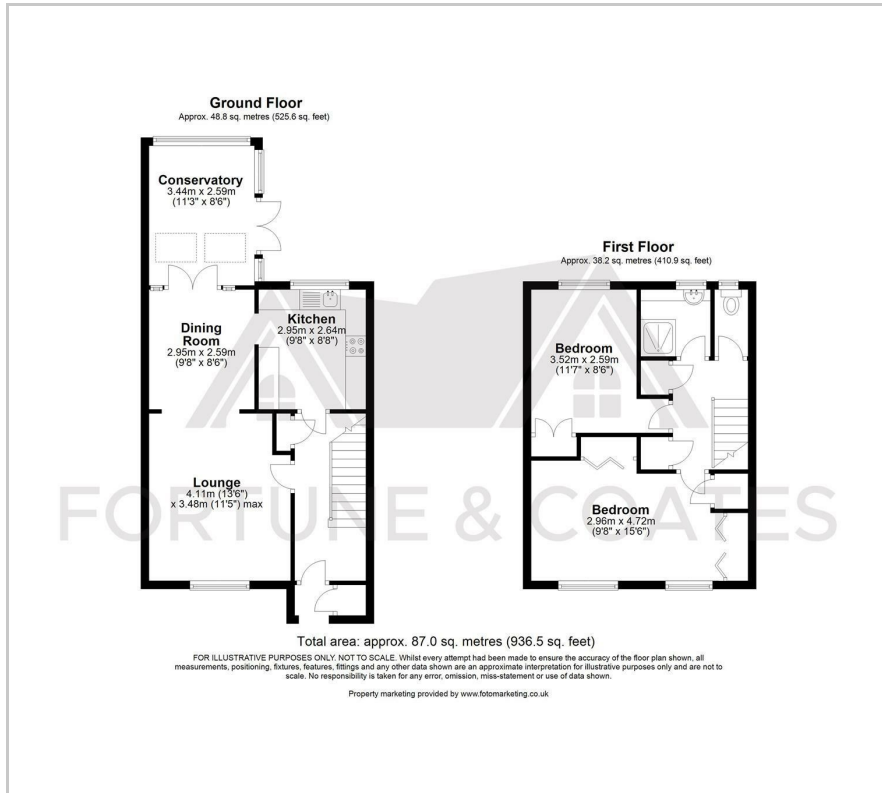 Ground Floor
Approx. 48.8 sq. metres (525.6 sq. feet)
Conservatory
3.44m x 2.59m
(11'3" x 8'6")
Kitchen
2.95m x 2.64m
(9'8" x 8'8")
Dining
Room
2.95m x 2.59m
(9'8" x 8'6")
Lounge
4.11m (13'6")
x 3.48m (11'5") max
First Floor
Approx. 38.2 sq. metres (410.9 sq. feet)
Bedroom
3.52m x 2.59m
(11'7" x 8'6")
Bedroom
2.96m x 4.72m
(9'8" x 15'6")
FORTUNE & COATES
Total area: approx. 87.0 sq. metres (936.5 sq. feet)
FOR ILLUSTRATIVE PURPOSES ONLY. NOT TO SCALE. Whilst every attempt had been made to ensure the accuracy of the floor plan shown, all
measurements, positioning, fixtures, features, fittings and any other data shown are an approximate interpretation for illustrative purposes only and are not to
scale. No responsibility is taken for any error, omission, miss-statement or use of data shown.
Property marketing provided by www.fotomarketing.co.uk